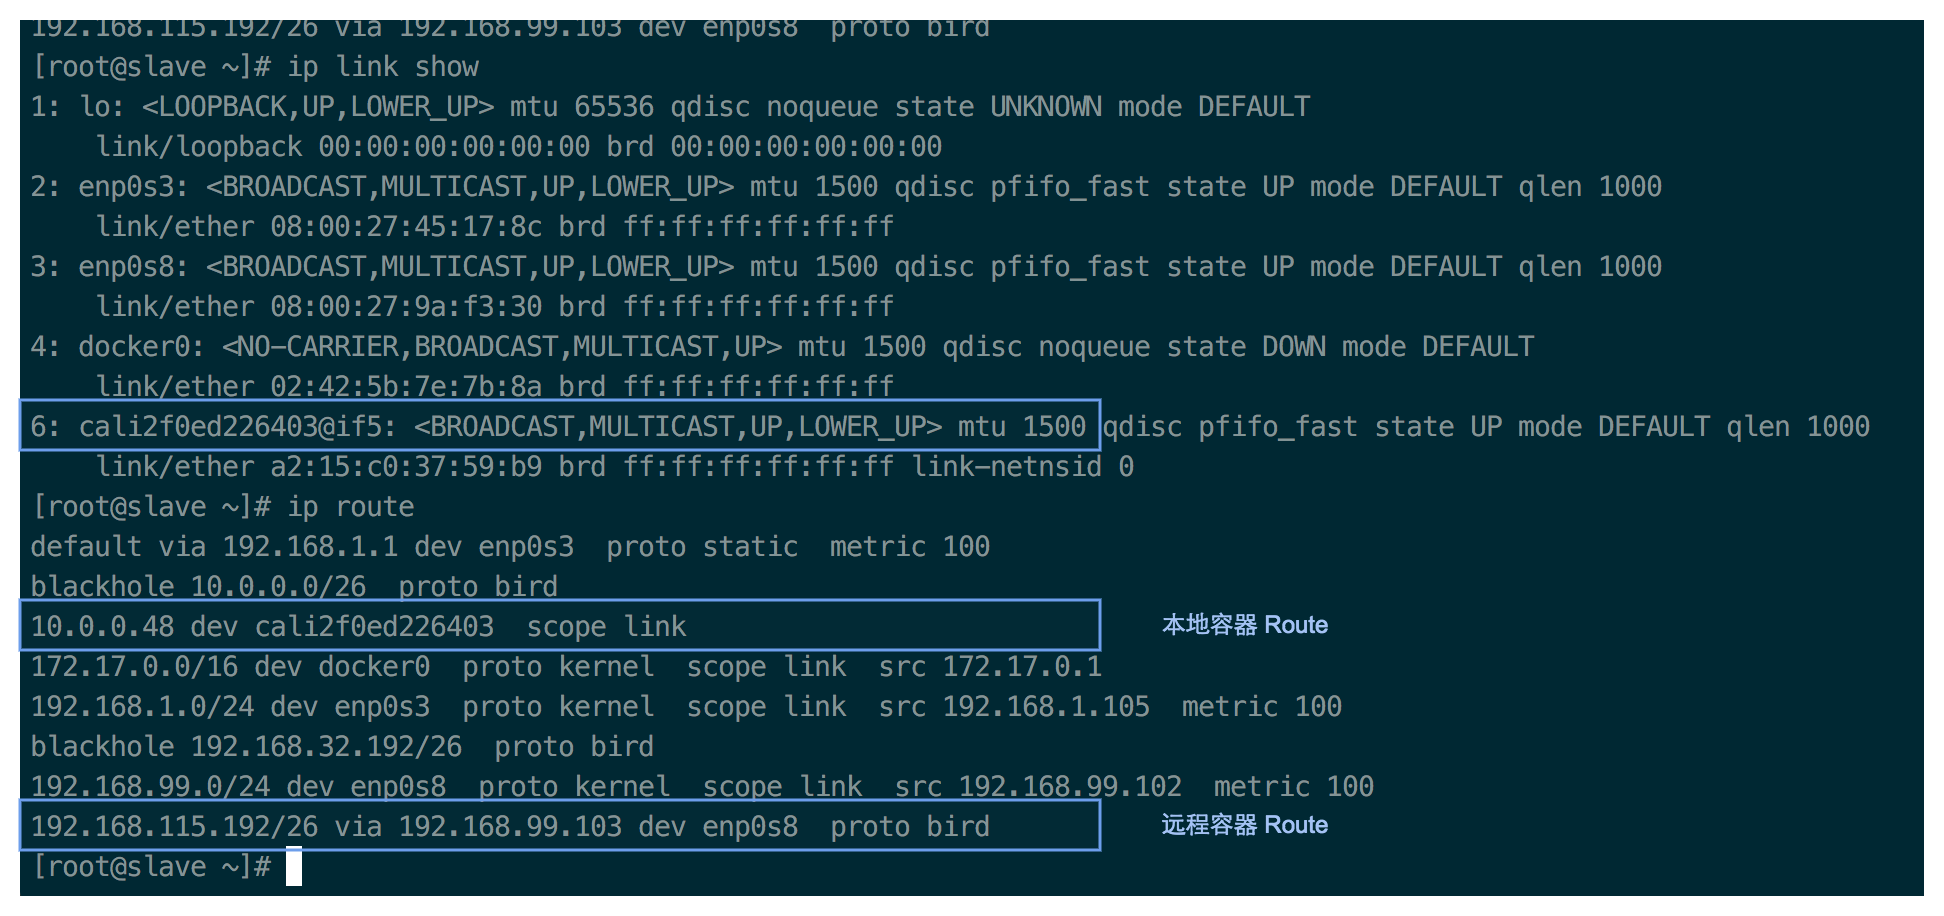 192.168.115.192/26 via 192.168.99.103 dev enp0s8  proto bird
[root@slave ~]# ip link show
1: lo: <LOOPBACK,UP,LOWER_UP> mtu 65536 qdisc noqueue state UNKNOWN mode DEFAULT
    link/loopback 00:00:00:00:00:00 brd 00:00:00:00:00:00
2: enp0s3: <BROADCAST,MULTICAST,UP,LOWER_UP> mtu 1500 qdisc pfifo_fast state UP mode DEFAULT qlen 1000
    link/ether 08:00:27:45:17:8c brd ff:ff:ff:ff:ff:ff
3: enp0s8: <BROADCAST,MULTICAST,UP,LOWER_UP> mtu 1500 qdisc pfifo_fast state UP mode DEFAULT qlen 1000
    link/ether 08:00:27:9a:f3:30 brd ff:ff:ff:ff:ff:ff
4: docker0: <NO-CARRIER,BROADCAST,MULTICAST,UP> mtu 1500 qdisc noqueue state DOWN mode DEFAULT
    link/ether 02:42:5b:7e:7b:8a brd ff:ff:ff:ff:ff:ff
6: cali2f0ed226403@if5: <BROADCAST,MULTICAST,UP,LOWER_UP> mtu 1500 qdisc pfifo_fast state UP mode DEFAULT qlen 1000
    link/ether a2:15:c0:37:59:b9 brd ff:ff:ff:ff:ff:ff link-netnsid 0
[root@slave ~]# ip route
default via 192.168.1.1 dev enp0s3  proto static  metric 100
blackhole 10.0.0.0/26  proto bird
10.0.0.48 dev cali2f0ed226403  scope link 本地容器 Route
172.17.0.0/16 dev docker0  proto kernel  scope link  src 172.17.0.1
192.168.1.0/24 dev enp0s3  proto kernel  scope link  src 192.168.1.105  metric 100
blackhole 192.168.32.192/26  proto bird
192.168.99.0/24 dev enp0s8  proto kernel  scope link  src 192.168.99.102  metric 100
192.168.115.192/26 via 192.168.99.103 dev enp0s8  proto bird 远程容器 Route
[root@slave ~]#